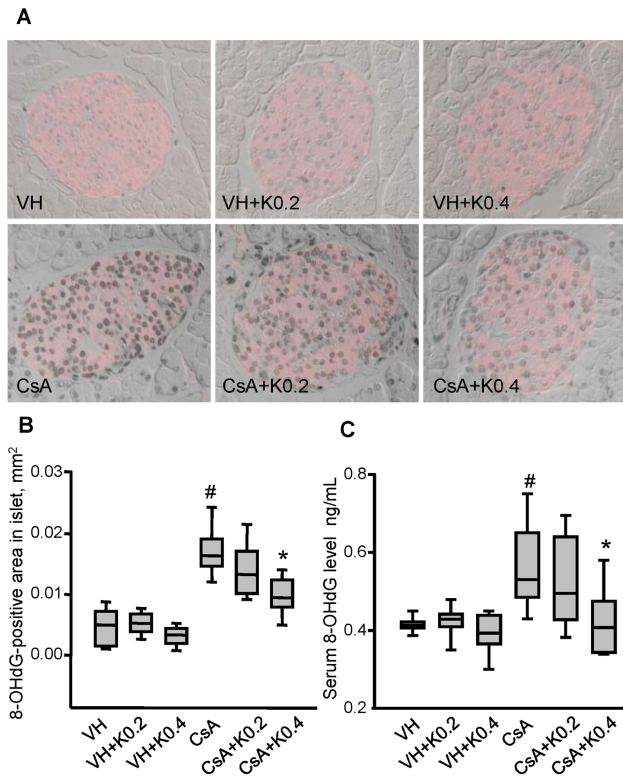 A
VH
VH+K0.2
VH+K0.4
CsA
CsA+K0.2
CsA+K0.4
B
8-OHdG-positive area in islet, mm²
0.03
0.02
0.01
0.00
#
*
VH
VH+K0.2
VH+K0.4
CsA
CsA+K0.2
CsA+K0.4
C
Serum 8-OHdG level ng/mL
0.8
0.6
0.4
0.2
#
*
VH
VH+K0.2
VH+K0.4
CsA
CsA+K0.2
CsA+K0.4